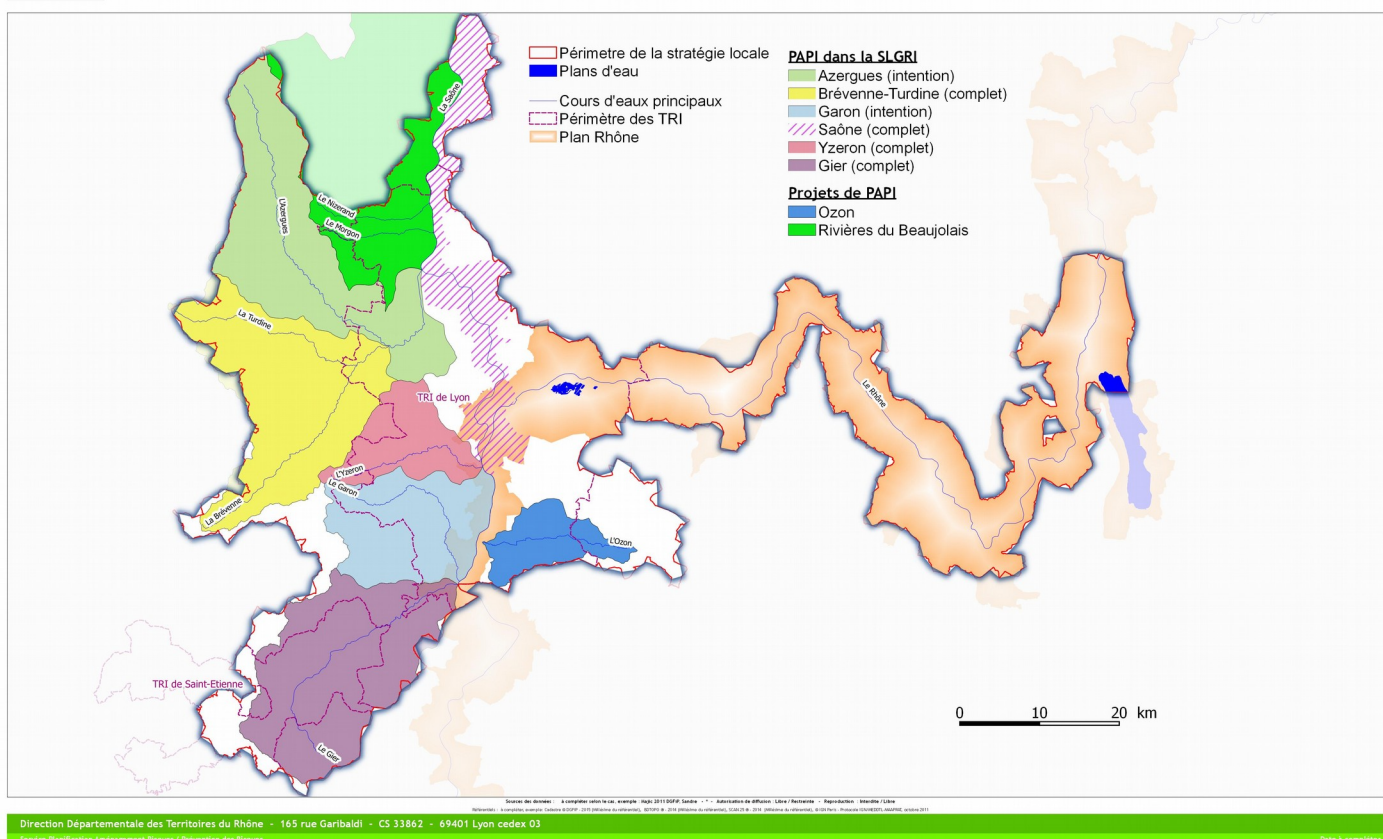 Périmetre de la stratégie locale
Plans d'eau
Cours d'eaux principaux
Périmètre des TRI
Plan Rhône
PAPI dans la SLGRI
Azergues (intention)
Brévenne-Turdine (complet)
Garon (intention)
Saône (complet)
Yzeron (complet)
Gier (complet)
Projets de PAPI
Ozon
Rivières du Beaujolais
La Saône
L'Azergues
Le Nizerand
Le Morgon
La Turdine
TRI de Lyon
Le Rhône
L'Yzeron
Le Garon
La Brévenne
L'Ozon
TRI de Saint-Etienne
Le Gier
0 10 20 km
Direction Départementale des Territoires du Rhône - 165 rue Garibaldi - CS 33862 - 69401 Lyon cedex 03